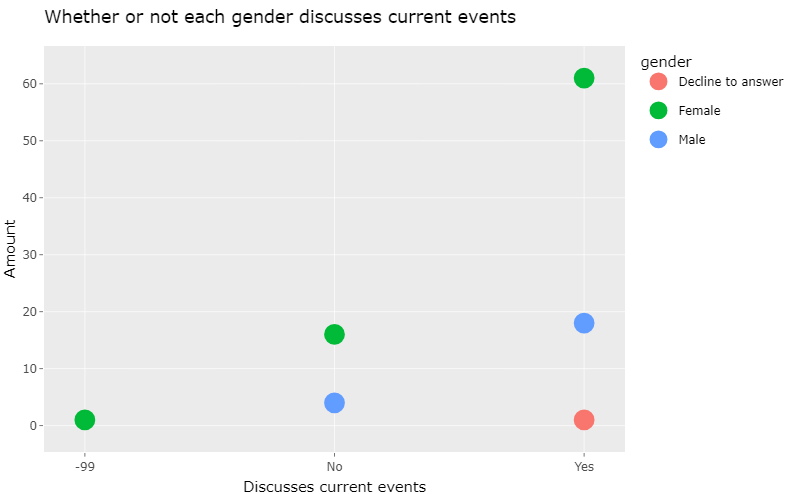 Whether or not each gender discusses current events
gender
Decline to answer
Female
Male
Amount
60
50
40
30
20
10
0
-99 No Yes
Discusses current events